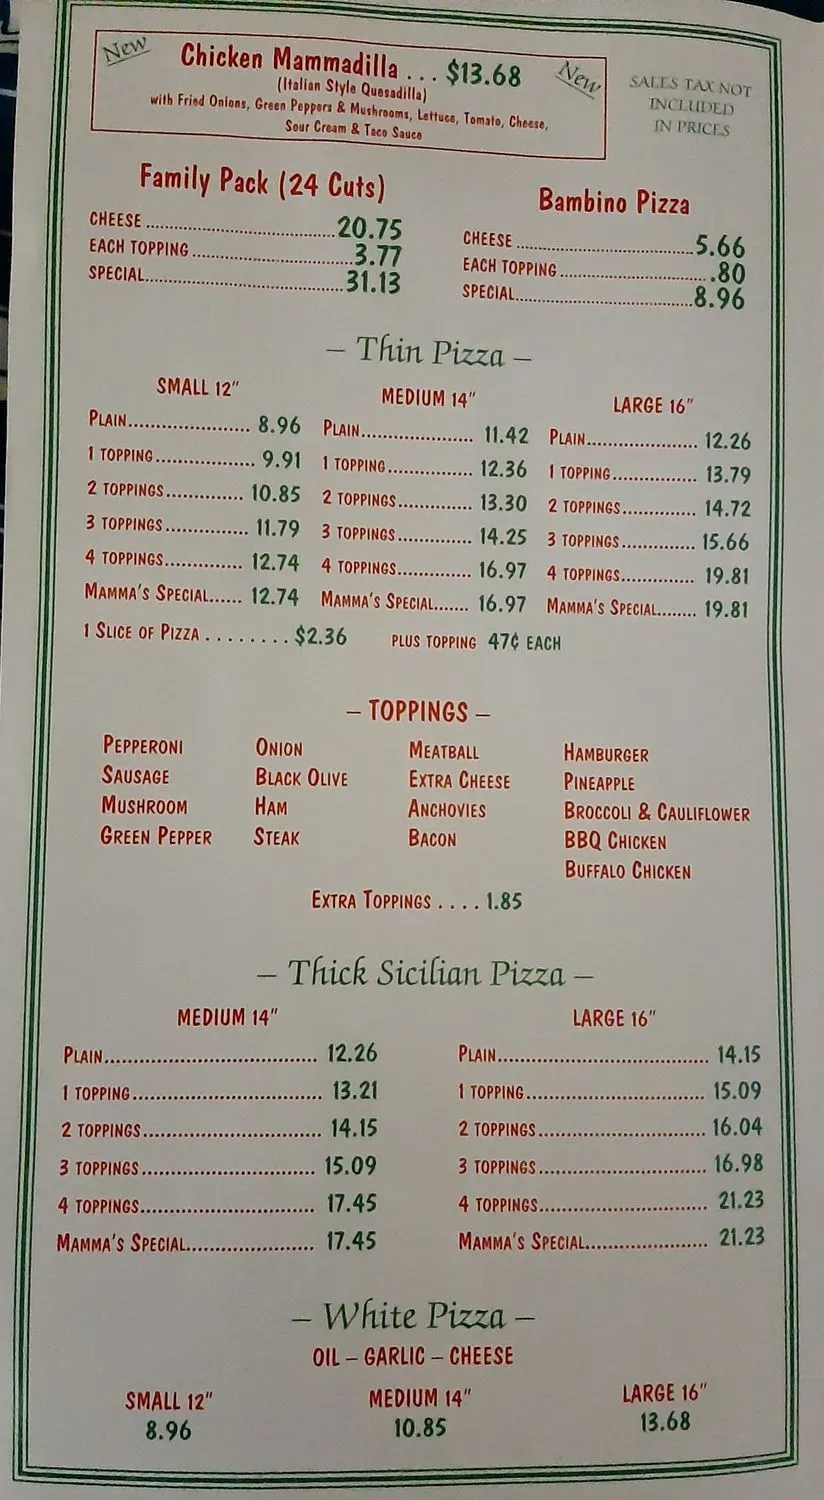 New
Chicken Mammadilla . . . $13.68
New
(Italian Style Quesadilla)
with Fried Onions, Green Peppers & Mushrooms, Lettuce, Tomato, Cheese,
Sour Cream & Taco Sauce
SALES TAX NOT
INCLUDED
IN PRICES
Family Pack (24 Cuts)
CHEESE ........ 20.75
EACH TOPPING ........ 3.77
SPECIAL ........ 31.13
Bambino Pizza
CHEESE ........ 5.66
EACH TOPPING ........ .80
SPECIAL ........ 8.96
– Thin Pizza –
SMALL 12"
PLAIN ........ 8.96
1 TOPPING ........ 9.91
2 TOPPINGS ........ 10.85
3 TOPPINGS ........ 11.79
4 TOPPINGS ........ 12.74
MAMMA'S SPECIAL ...... 12.74
MEDIUM 14"
PLAIN ........ 11.42
1 TOPPING ........ 12.36
2 TOPPINGS ........ 13.30
3 TOPPINGS ........ 14.25
4 TOPPINGS ........ 16.97
MAMMA'S SPECIAL ....... 16.97
LARGE 16"
PLAIN ........ 12.26
1 TOPPING ........ 13.79
2 TOPPINGS ........ 14.72
3 TOPPINGS ........ 15.66
4 TOPPINGS ........ 19.81
MAMMA'S SPECIAL ........ 19.81
1 SLICE OF PIZZA . . . . . . . . $2.36
PLUS TOPPING 47¢ EACH
– TOPPINGS –
PEPPERONI
SAUSAGE
MUSHROOM
GREEN PEPPER
ONION
BLACK OLIVE
HAM
STEAK
MEATBALL
EXTRA CHEESE
ANCHOVIES
BACON
HAMBURGER
PINEAPPLE
BROCCOLI & CAULIFLOWER
BBQ CHICKEN
BUFFALO CHICKEN
EXTRA TOPPINGS . . . . 1.85
– Thick Sicilian Pizza –
MEDIUM 14"
PLAIN ........ 12.26
1 TOPPING ........ 13.21
2 TOPPINGS ........ 14.15
3 TOPPINGS ........ 15.09
4 TOPPINGS ........ 17.45
MAMMA'S SPECIAL ........ 17.45
LARGE 16"
PLAIN ........ 14.15
1 TOPPING ........ 15.09
2 TOPPINGS ........ 16.04
3 TOPPINGS ........ 16.98
4 TOPPINGS ........ 21.23
MAMMA'S SPECIAL ........ 21.23
– White Pizza –
OIL – GARLIC – CHEESE
SMALL 12"
8.96
MEDIUM 14"
10.85
LARGE 16"
13.68